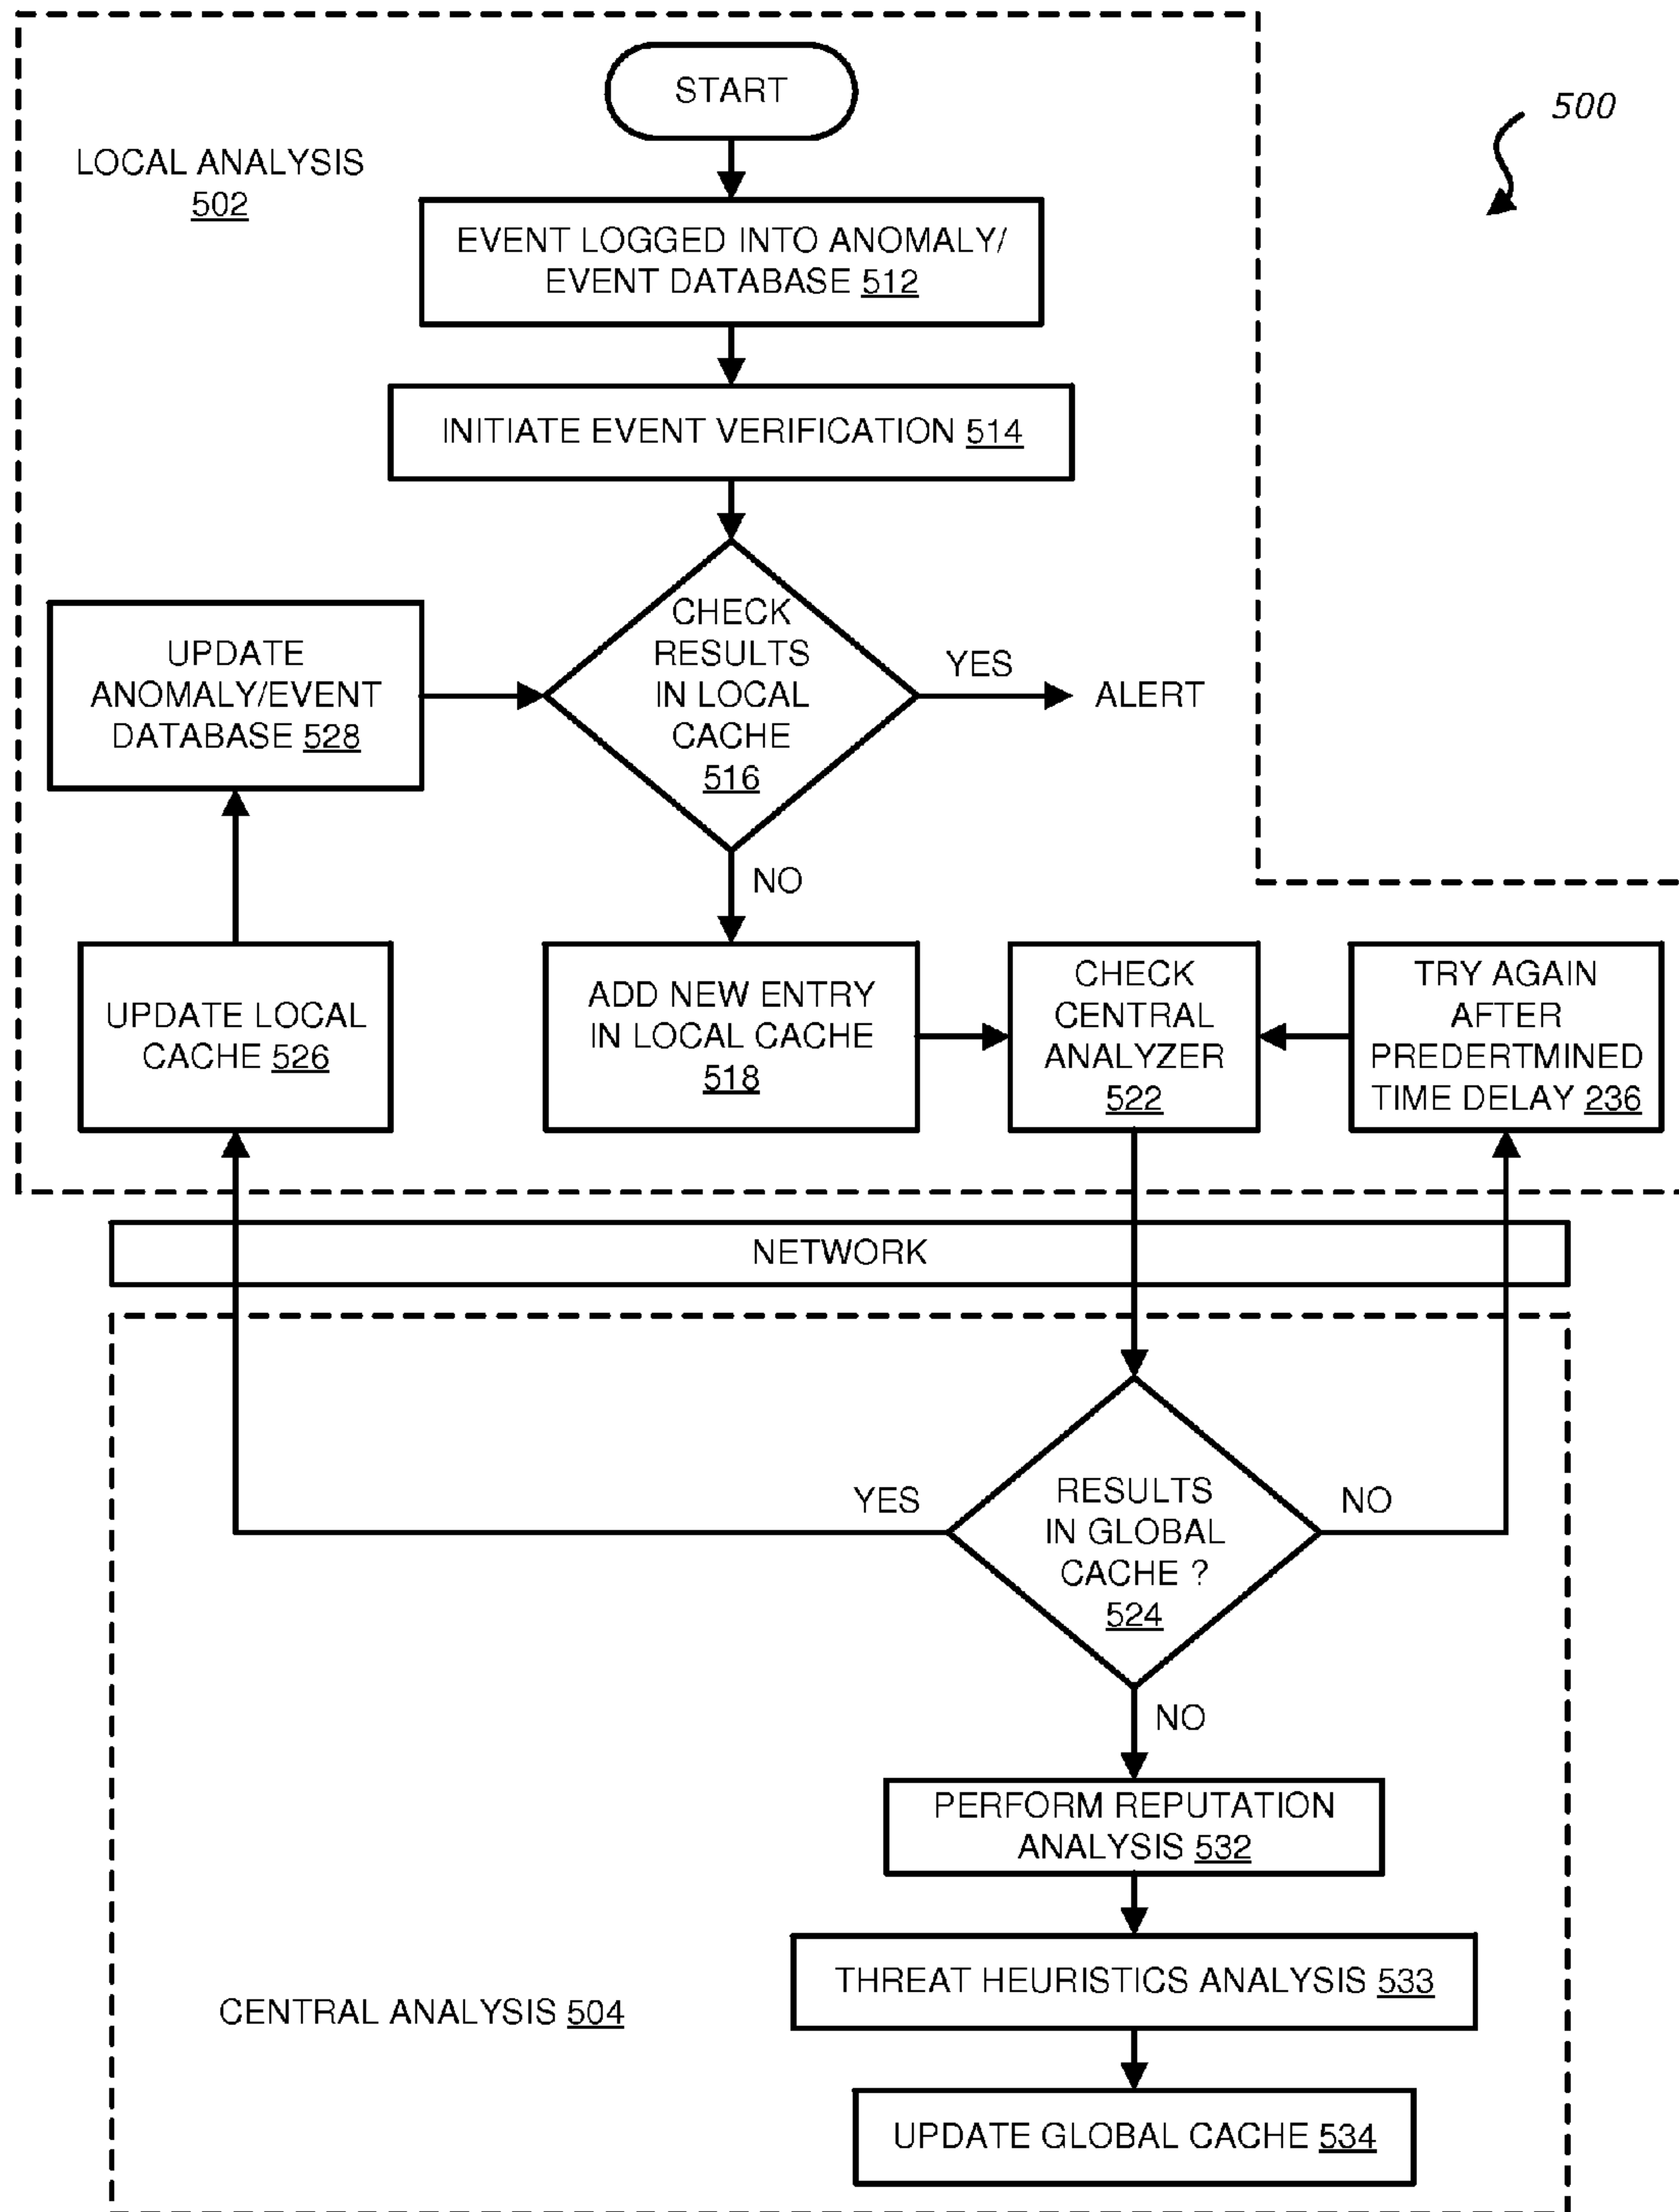 START
500
LOCAL ANALYSIS
502
EVENT LOGGED INTO ANOMALY/
EVENT DATABASE 512
INITIATE EVENT VERIFICATION 514
CHECK
RESULTS
IN LOCAL
CACHE
516
YES
ALERT
UPDATE
ANOMALY/EVENT
DATABASE 528
NO
UPDATE LOCAL
CACHE 526
ADD NEW ENTRY
IN LOCAL CACHE
518
CHECK
CENTRAL
ANALYZER
522
TRY AGAIN
AFTER
PREDERTMINED
TIME DELAY 236
NETWORK
YES
RESULTS
IN GLOBAL
CACHE ?
524
NO
NO
PERFORM REPUTATION
ANALYSIS 532
THREAT HEURISTICS ANALYSIS 533
CENTRAL ANALYSIS 504
UPDATE GLOBAL CACHE 534